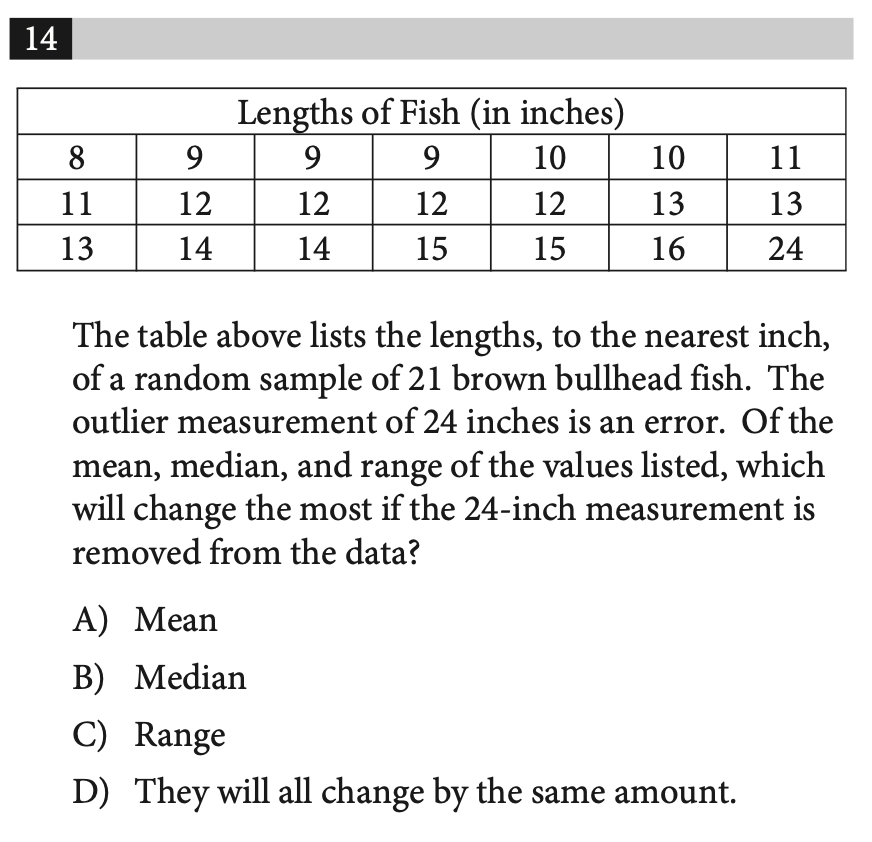 14
Lengths of Fish (in inches)
8 9 9 9 10 10 11
11 12 12 12 12 13 13
13 14 14 15 15 16 24
The table above lists the lengths, to the nearest inch,
of a random sample of 21 brown bullhead fish. The
outlier measurement of 24 inches is an error. Of the
mean, median, and range of the values listed, which
will change the most if the 24-inch measurement is
removed from the data?
A) Mean
B) Median
C) Range
D) They will all change by the same amount.